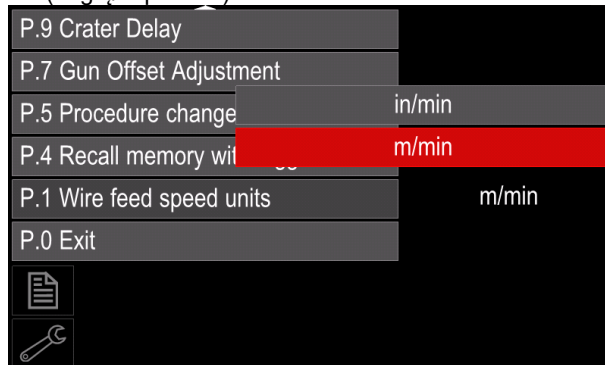 P.9 Crater Delay
P.7 Gun Offset Adjustment
P.5 Procedure change
in/min
P.4 Recall memory
m/min
P.1 Wire feed speed units
m/min
P.0 Exit